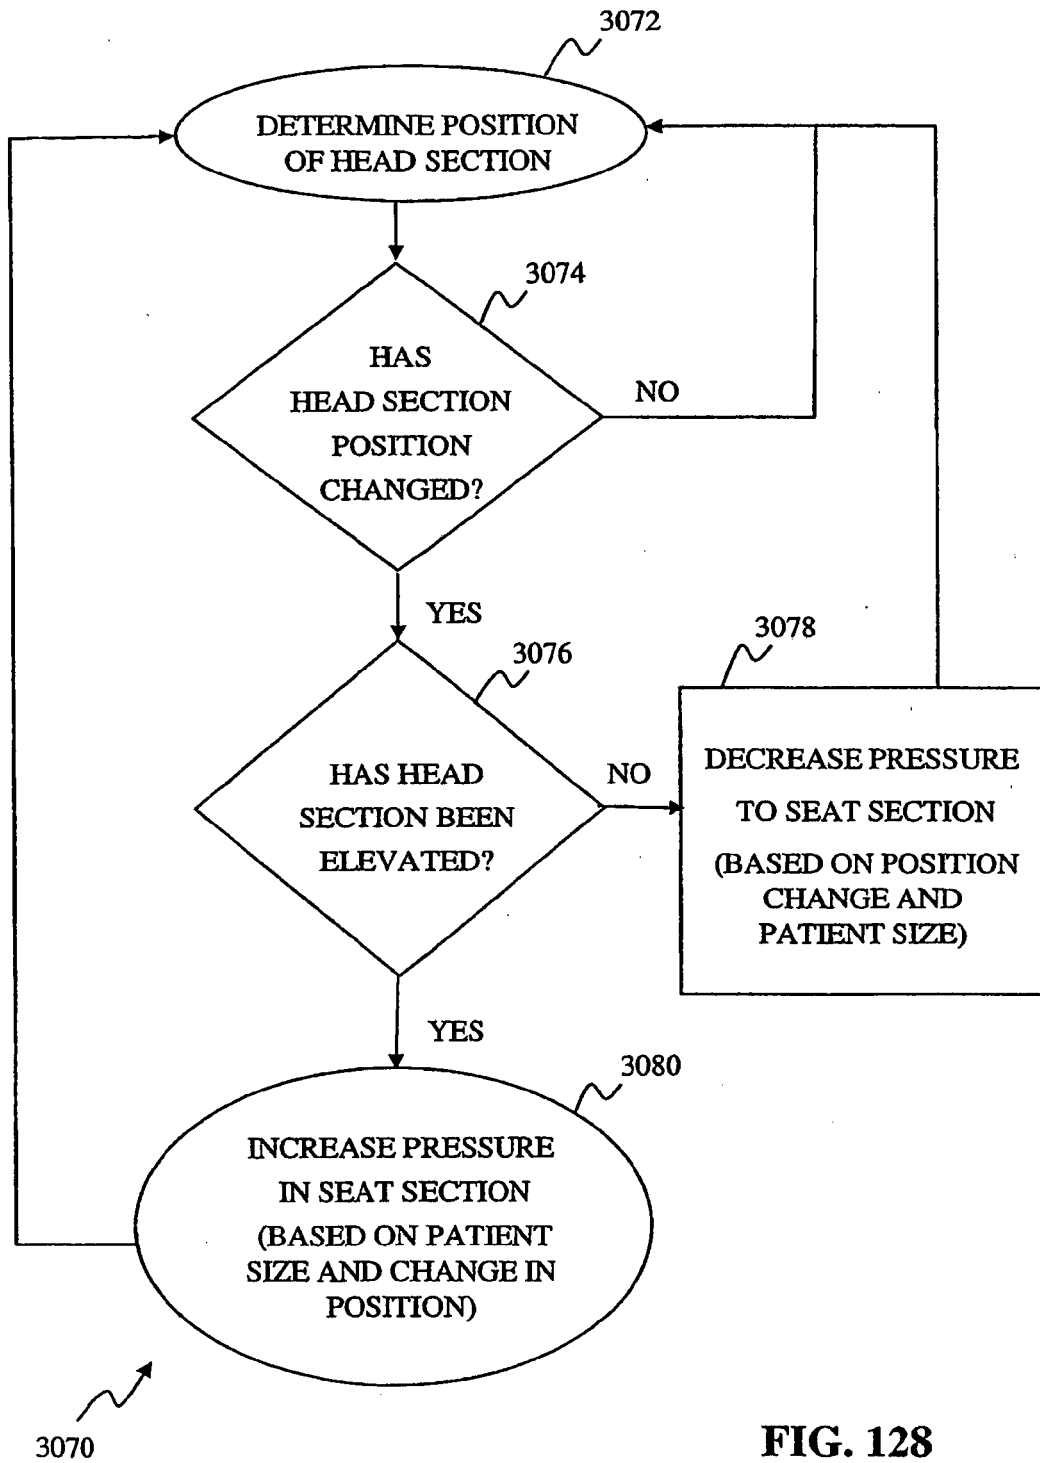 3072
DETERMINE POSITION
OF HEAD SECTION
3074
HAS
HEAD SECTION
POSITION
CHANGED?
NO
YES
3076
HAS HEAD
SECTION BEEN
ELEVATED?
NO
3078
DECREASE PRESSURE
TO SEAT SECTION
(BASED ON POSITION
CHANGE AND
PATIENT SIZE)
YES
3080
INCREASE PRESSURE
IN SEAT SECTION
(BASED ON PATIENT
SIZE AND CHANGE IN
POSITION)
3070
FIG. 128